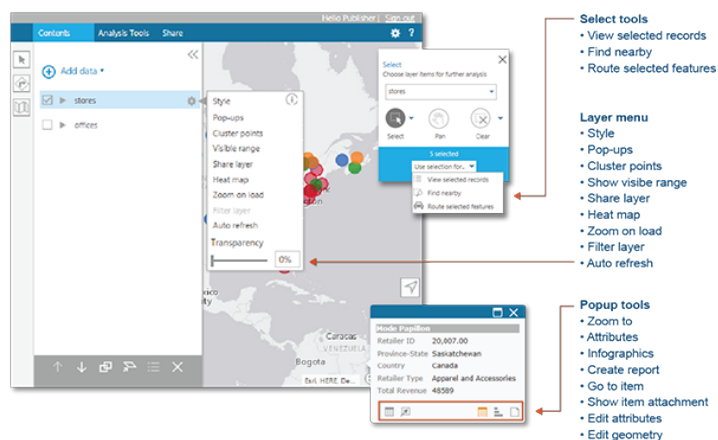 Hello Publisher | Sign out
Contents Analysis Tools Share
?
Add data
stores
offices
Style
Pop-ups
Cluster points
Visible range
Share layer
Heat map
Zoom on load
Filter layer
Auto refresh
Transparency
0%
Select
Choose layer items for further analysis
stores
Select Pan Clear
5 selected
Use selection for..
View selected records
Find nearby
Route selected features
Caracas
VENEZUELA
Bogota
Esri, HERE, De...
Mode Papillon
Retailer ID 20,007.00
Province-State Saskatchewan
Country Canada
Retailer Type Apparel and Accessories
Total Revenue 48589
Select tools
• View selected records
• Find nearby
• Route selected features
Layer menu
• Style
• Pop-ups
• Cluster points
• Show visibe range
• Share layer
• Heat map
• Zoom on load
• Filter layer
• Auto refresh
Popup tools
• Zoom to
• Attributes
• Infographics
• Create report
• Go to item
• Show item attachment
• Edit attributes
• Edit geometry